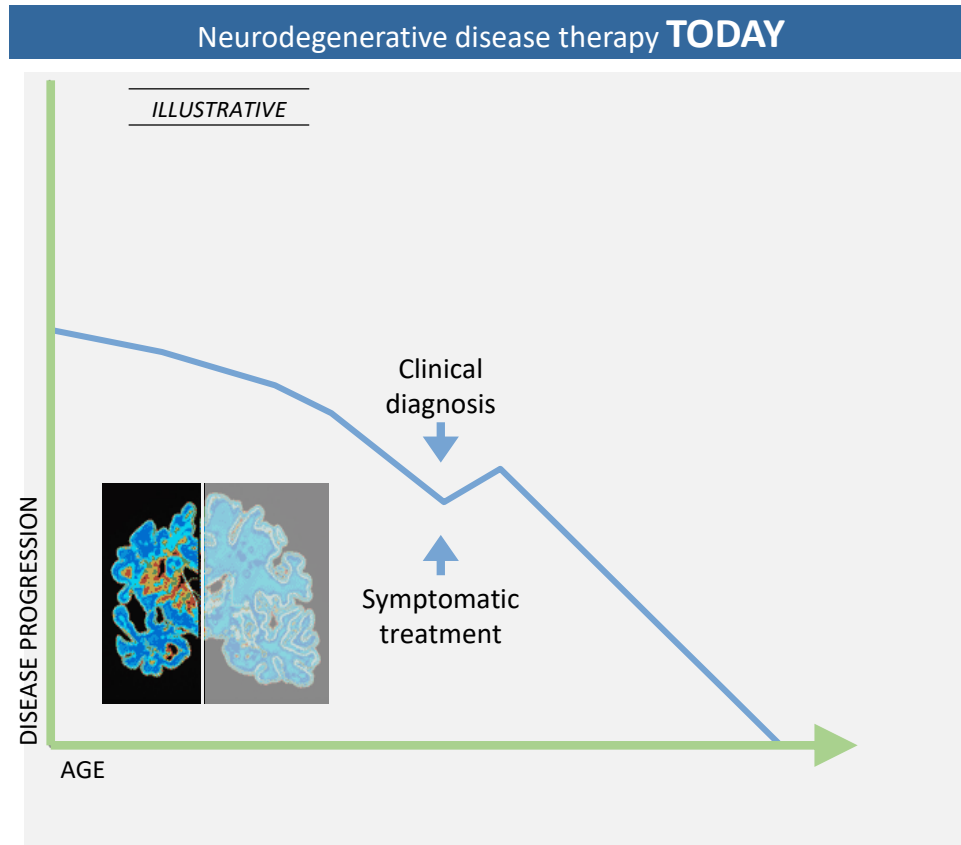 Neurodegenerative disease therapy TODAY
ILLUSTRATIVE
Clinical
diagnosis
Symptomatic
treatment
DISEASE PROGRESSION
AGE